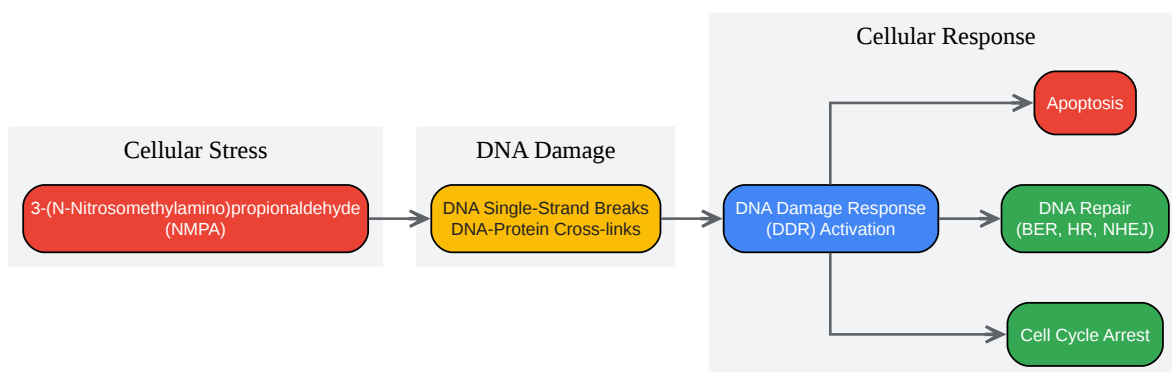 Cellular Stress
3-(N-Nitrosomethylamino)propionaldehyde
(NMPA)
DNA Damage
DNA Single-Strand Breaks
DNA-Protein Cross-links
Cellular Response
DNA Damage Response
(DDR) Activation
Apoptosis
DNA Repair
(BER, HR, NHEJ)
Cell Cycle Arrest